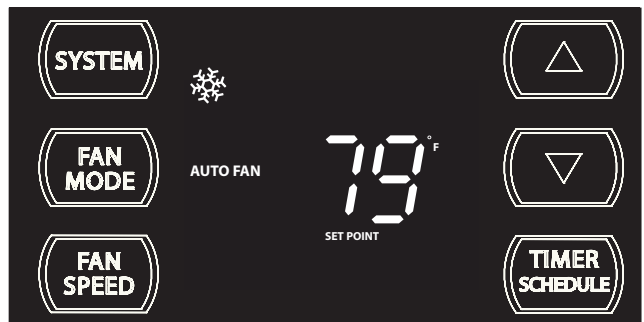 SYSTEM
FAN
MODE
AUTO FAN
79°F
SET POINT
FAN
SPEED
TIMER
SCHEDULE